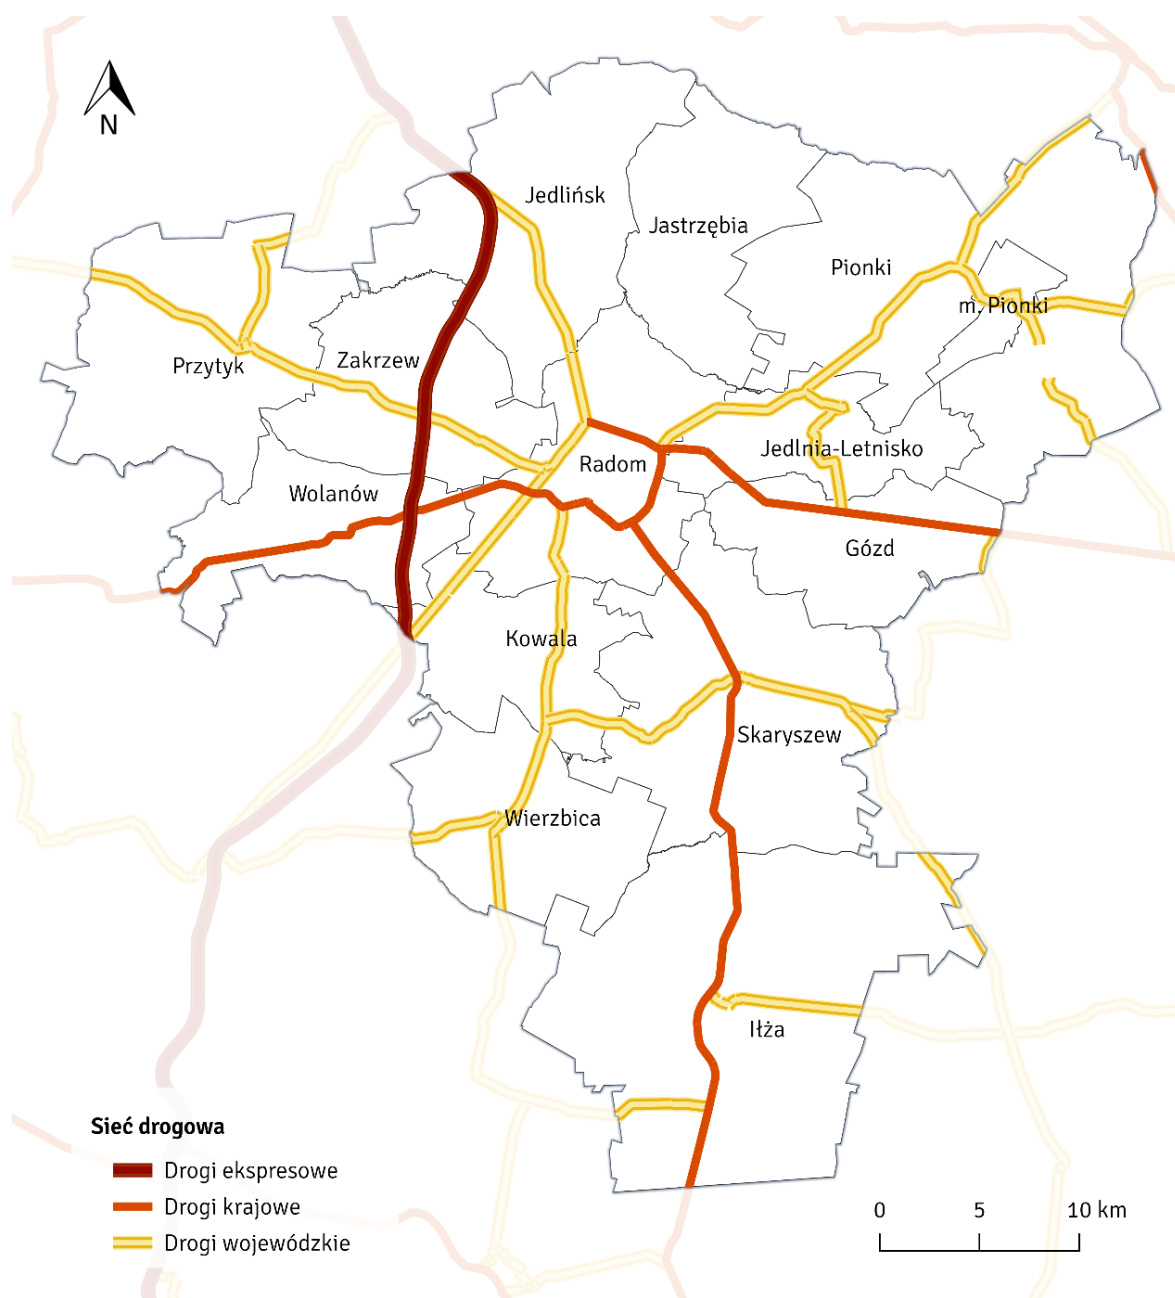 N
Jedlińsk
Jastrzębia
Pionki
m. Pionki
Przytyk
Zakrzew
Jedlnia-Letnisko
Radom
Wolanów
Gózd
Kowala
Skaryszew
Wierzbica
Iłża
Sieć drogowa
Drogi ekspresowe
Drogi krajowe
Drogi wojewódzkie
0 5 10 km